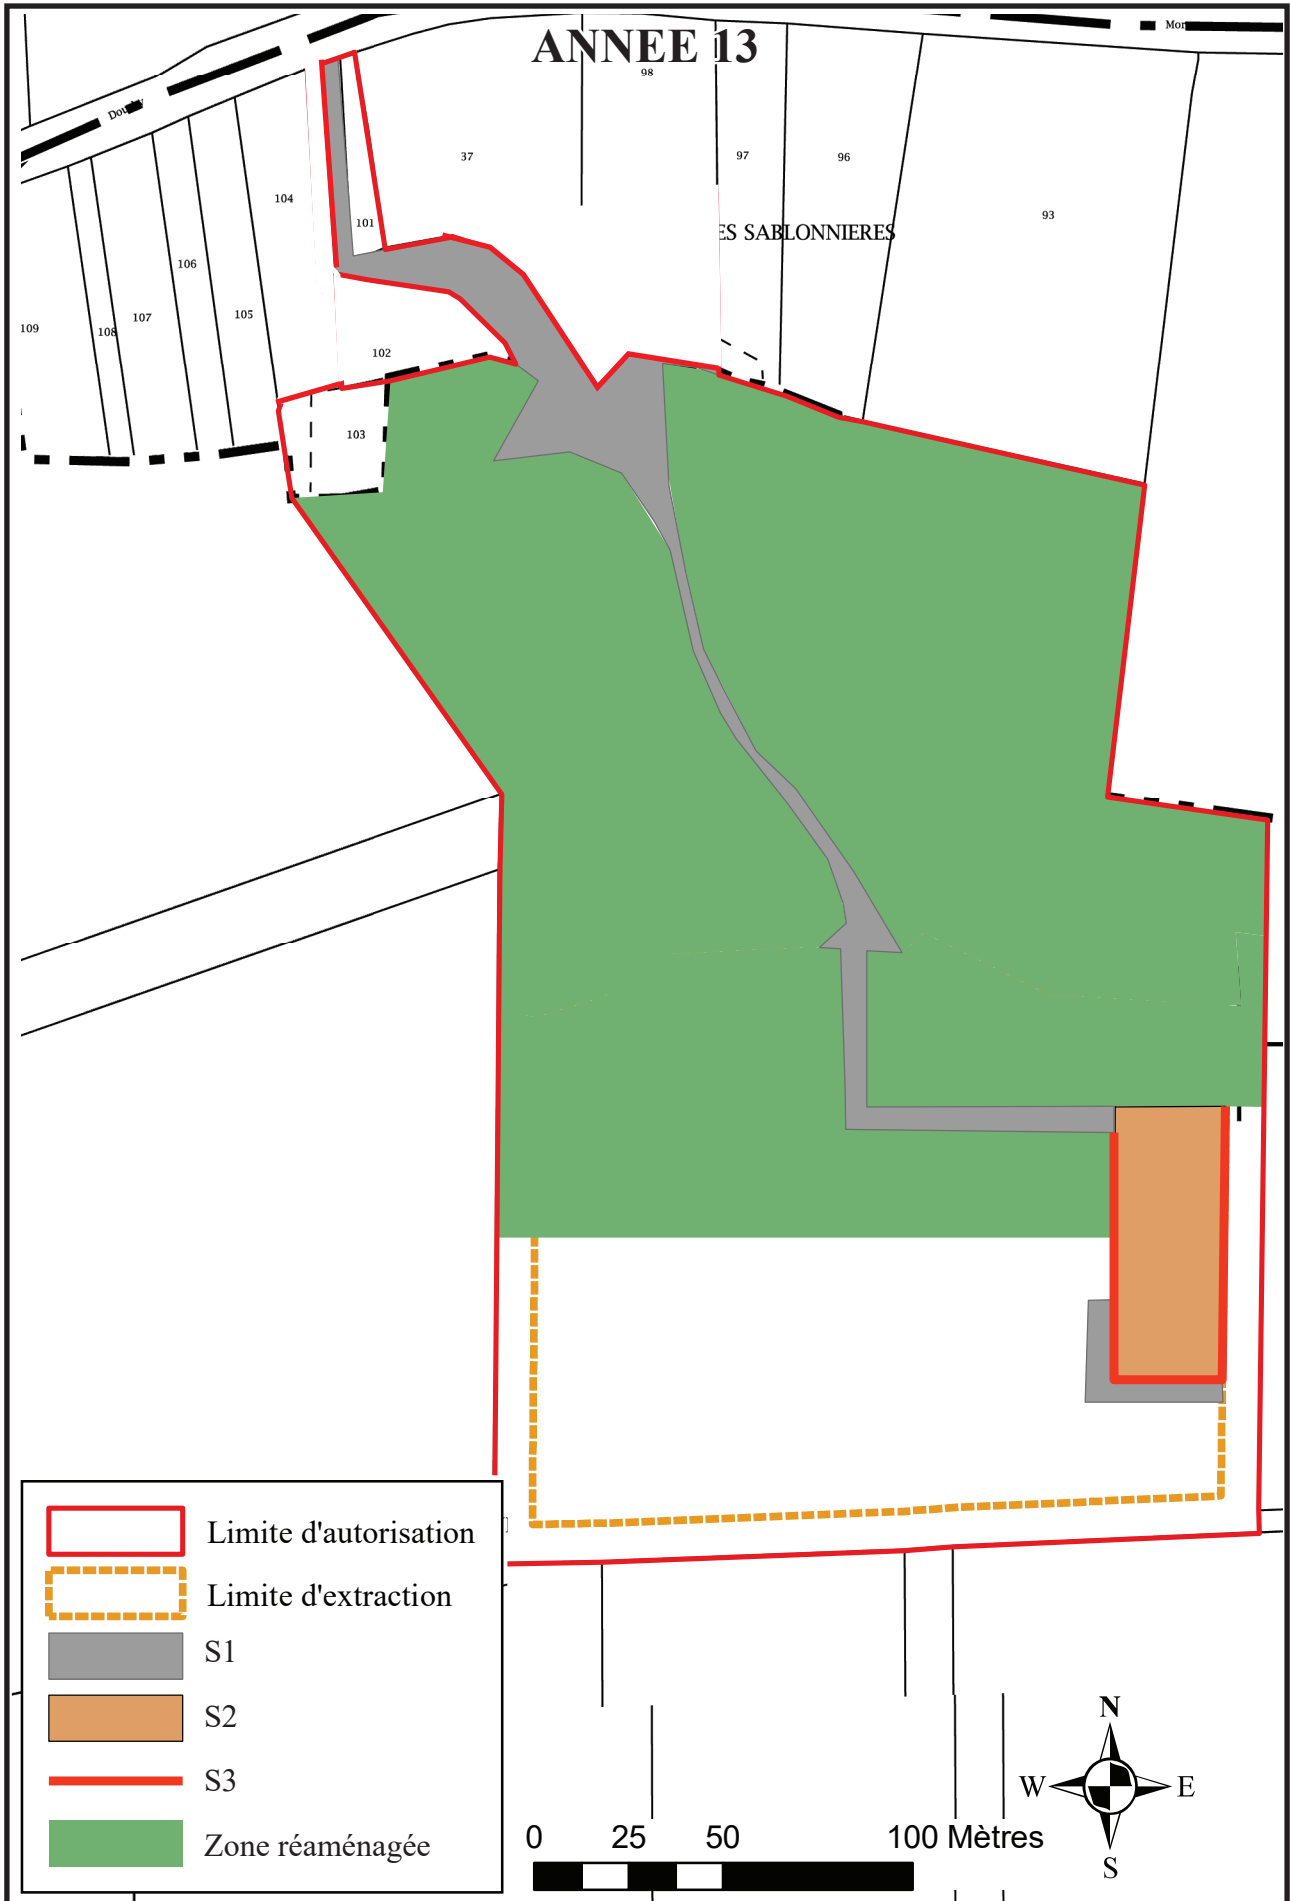 ANNEE 13
Mor
98
37
97
96
93
104
101
ES SABLONNIERES
106
105
107
108
109
102
103
Limite d'autorisation
Limite d'extraction
S1
S2
S3
Zone réaménagée
N
W
E
S
0 25 50 100 Mètres